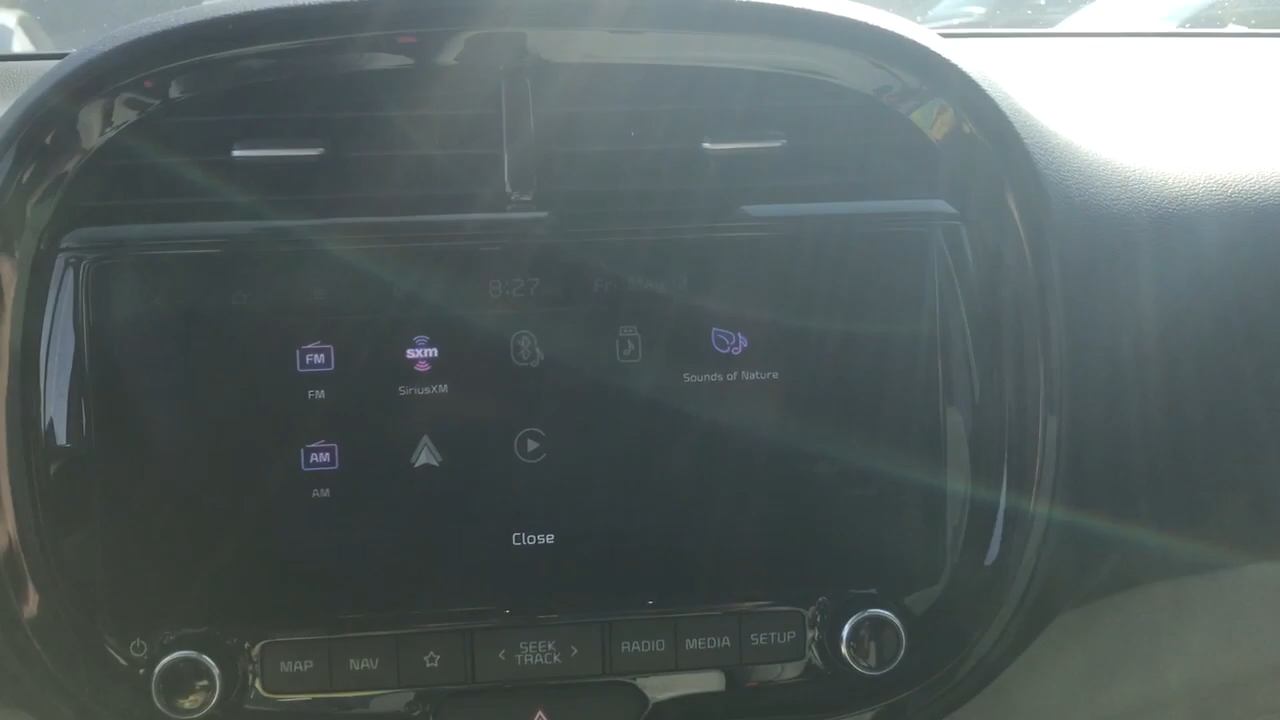 8:27
FM
sxm
FM
SiriusXM
Sounds of Nature
AM
AM
Close
MAP
NAV
SEEK
TRACK
RADIO
MEDIA
SETUP